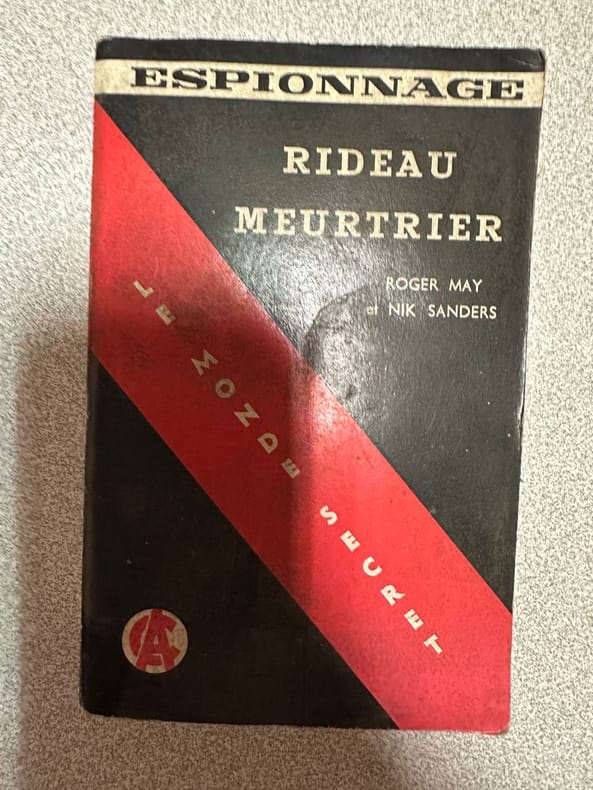 ESPIONNAGE
RIDEAU
MEURTRIER
ROGER MAY
et NIK SANDERS
LE MONDE SECRET